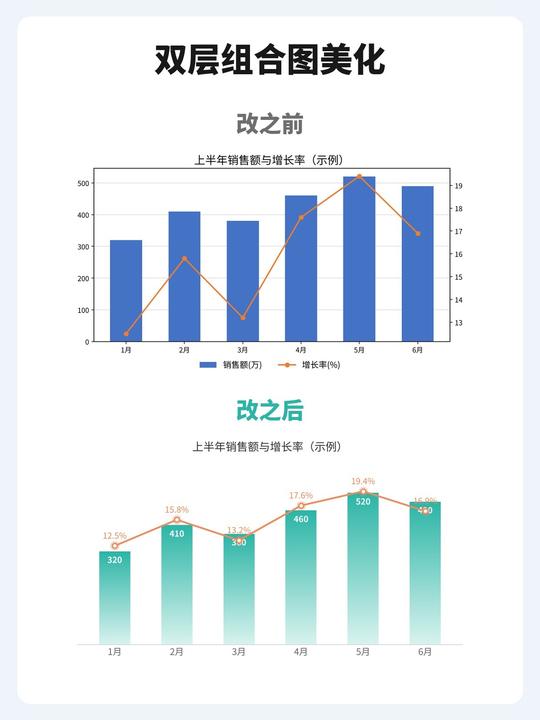 双层组合图美化
改之前
上半年销售额与增长率（示例）
500
400
300
200
100
0
19
18
17
16
15
14
13
1月 2月 3月 4月 5月 6月
销售额(万) 增长率(%)
改之后
上半年销售额与增长率（示例）
12.5% 15.8% 13.2% 17.6% 19.4% 16.9%
320 410 380 460 520 490
1月 2月 3月 4月 5月 6月